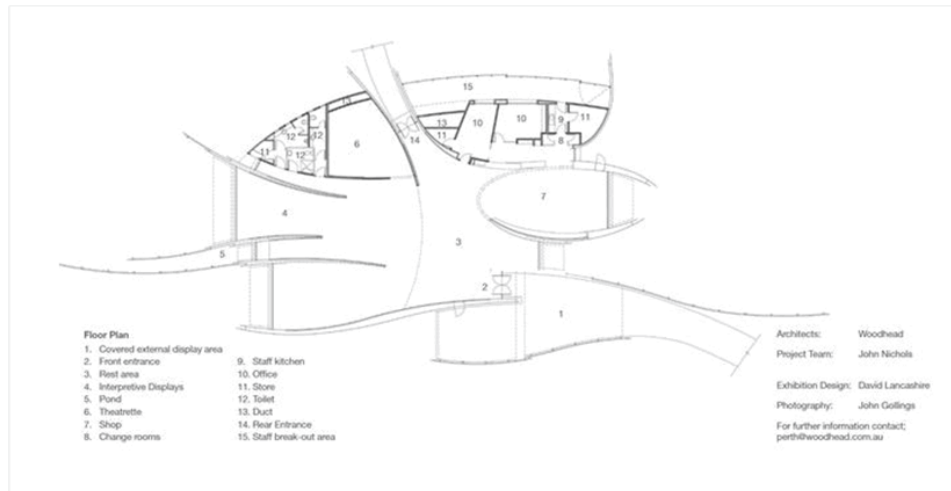 15
13
12
12
12
11
6
14
13
11
10
10
9
11
8
7
4
5
3
2
1
Floor Plan
1. Covered external display area
2. Front entrance
3. Rest area
4. Interpretive Displays
5. Pond
6. Theatrette
7. Shop
8. Change rooms
9. Staff kitchen
10. Office
11. Store
12. Toilet
13. Duct
14. Rear Entrance
15. Staff break-out area
Architects: Woodhead
Project Team: John Nichols
Exhibition Design: David Lancashire
Photography: John Gollings
For further information contact;
perth@woodhead.com.au